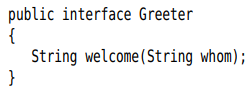 public interface Greeter
{
   String welcome(String whom);
}